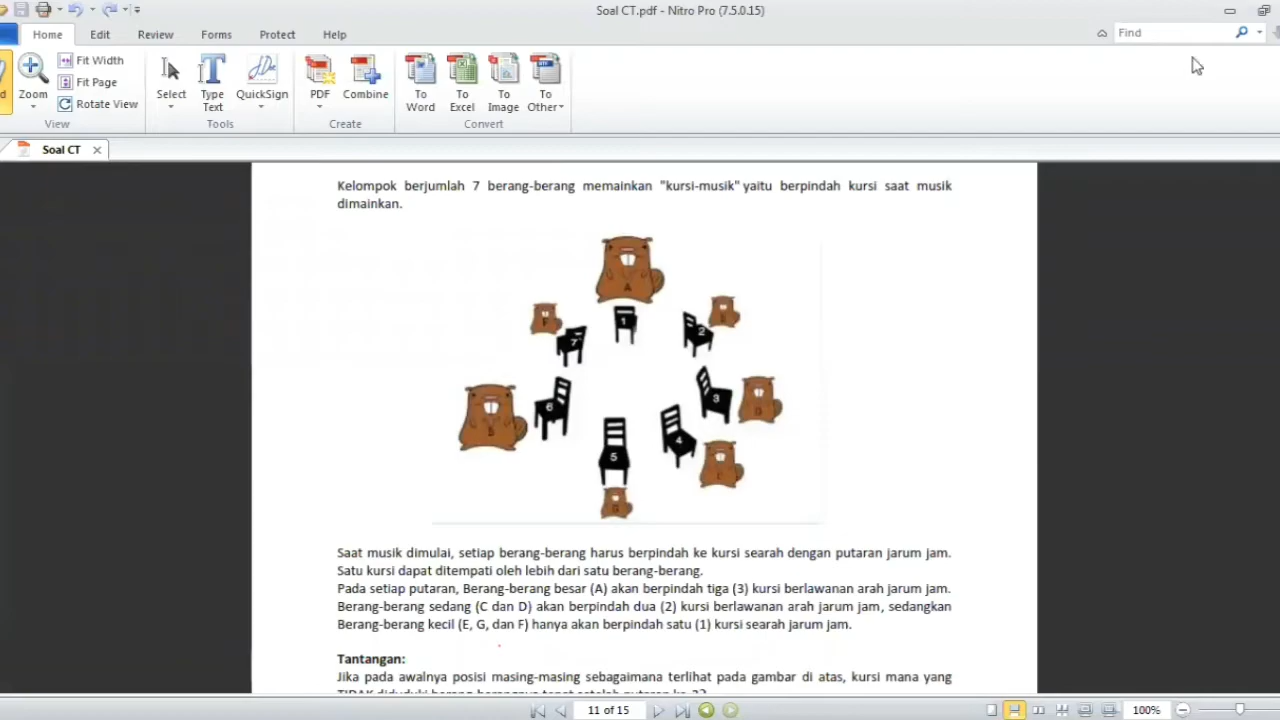 Soal CT.pdf - Nitro Pro (7.5.0.15)
Home Edit Review Forms Protect Help
Find
Zoom
Fit Width
Fit Page
Rotate View
Select
Type Text
QuickSign
PDF
Combine
To Word
To Excel
To Image
To Other
View Tools Create Convert
Soal CT
Kelompok berjumlah 7 berang-berang memainkan "kursi-musik" yaitu berpindah kursi saat musik
dimainkan.
A
F
1
2
7
6
3
4
5
C
G
Saat musik dimulai, setiap berang-berang harus berpindah ke kursi searah dengan putaran jarum jam.
Satu kursi dapat ditempati oleh lebih dari satu berang-berang.
Pada setiap putaran, Berang-berang besar (A) akan berpindah tiga (3) kursi berlawanan arah jarum jam.
Berang-berang sedang (C dan D) akan berpindah dua (2) kursi berlawanan arah jarum jam, sedangkan
Berang-berang kecil (E, G, dan F) hanya akan berpindah satu (1) kursi searah jarum jam.
Tantangan:
Jika pada awalnya posisi masing-masing sebagaimana terlihat pada gambar di atas, kursi mana yang
11 of 15
100%